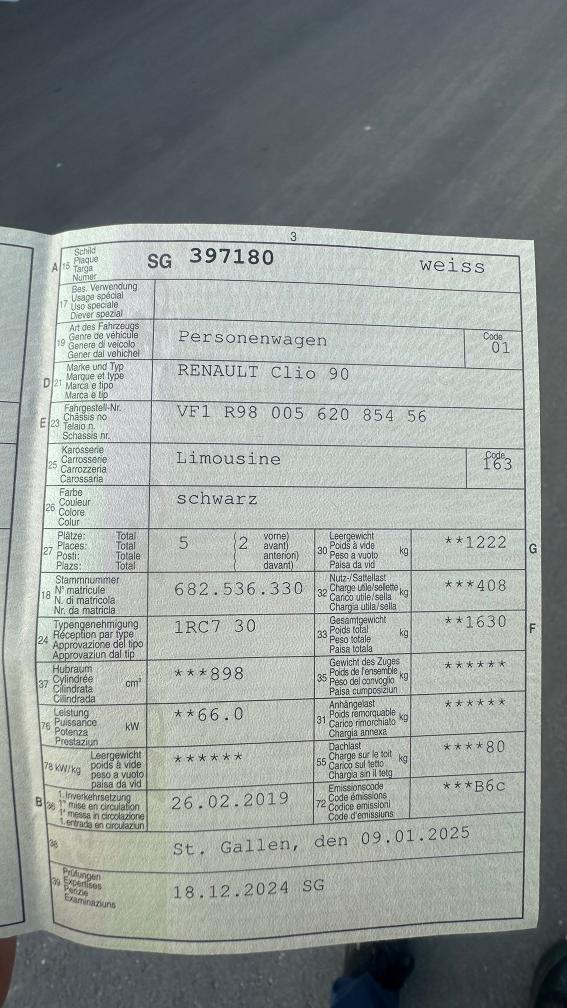 3
A 15 Schild
Plaque
Targa
Numer
SG 397180 weiss
17 Bes. Verwendung
Usage spécial
Uso speciale
Diever spezial
19 Art des Fahrzeugs
Genre de véhicule
Genere di veicolo
Gener dal vehichel
Personenwagen
Code
01
D 21 Marke und Typ
Marque et type
Marca e tipo
Marca e tip
RENAULT Clio 90
E 23 Fahrgestell-Nr.
Châssis no
Telaio n.
Schassis nr.
VF1 R98 005 620 854 56
25 Karosserie
Carrosserie
Carrozzeria
Carossaria
Limousine
Code
163
26 Farbe
Couleur
Colore
Colur
schwarz
27 Plätze: Total
Places: Total
Posti: Totale
Plazs: Total
5 (2 vorne)
avant)
anteriori)
davant)
30 Leergewicht
Poids à vide kg
Peso a vuoto
Paisa da vid
**1222
G
18 Stammnummer
N° matricule
N. di matricola
Nr. da matricla
682.536.330
32 Nutz-/Sattellast
Charge utile/sellette kg
Carico utile/sella
Chargia utila/sella
***408
24 Typengenehmigung
Réception par type
Approvazione del tipo
Approvaziun dal tip
1RC7 30
33 Gesamtgewicht
Poids total kg
Peso totale
Paisa totala
**1630
F
37 Hubraum
Cylindrée cm³
Cilindrata
Cilindrada
***898
35 Gewicht des Zuges
Poids de l'ensemble kg
Peso del convoglio
Paisa cumposiziun
******
76 Leistung
Puissance kW
Potenza
Prestaziun
**66.0
31 Anhängelast
Poids remorquable kg
Carico rimorchiato
Chargia annexa
******
78 kW/kg Leergewicht
poids à vide
peso a vuoto
paisa da vid
******
55 Dachlast
Charge sur le toit kg
Carico sul tetto
Chargia sin il tetg
****80
B 36 1. Inverkehrsetzung
1re mise en circulation
1a messa in circolazione
1. entrada en circulaziun
26.02.2019
72 Emissionscode
Code émissions
Codice emissioni
Code d'emissiuns
***B6c
38
St. Gallen, den 09.01.2025
39 Prüfungen
Expertises
Perizie
Examinaziuns
18.12.2024 SG